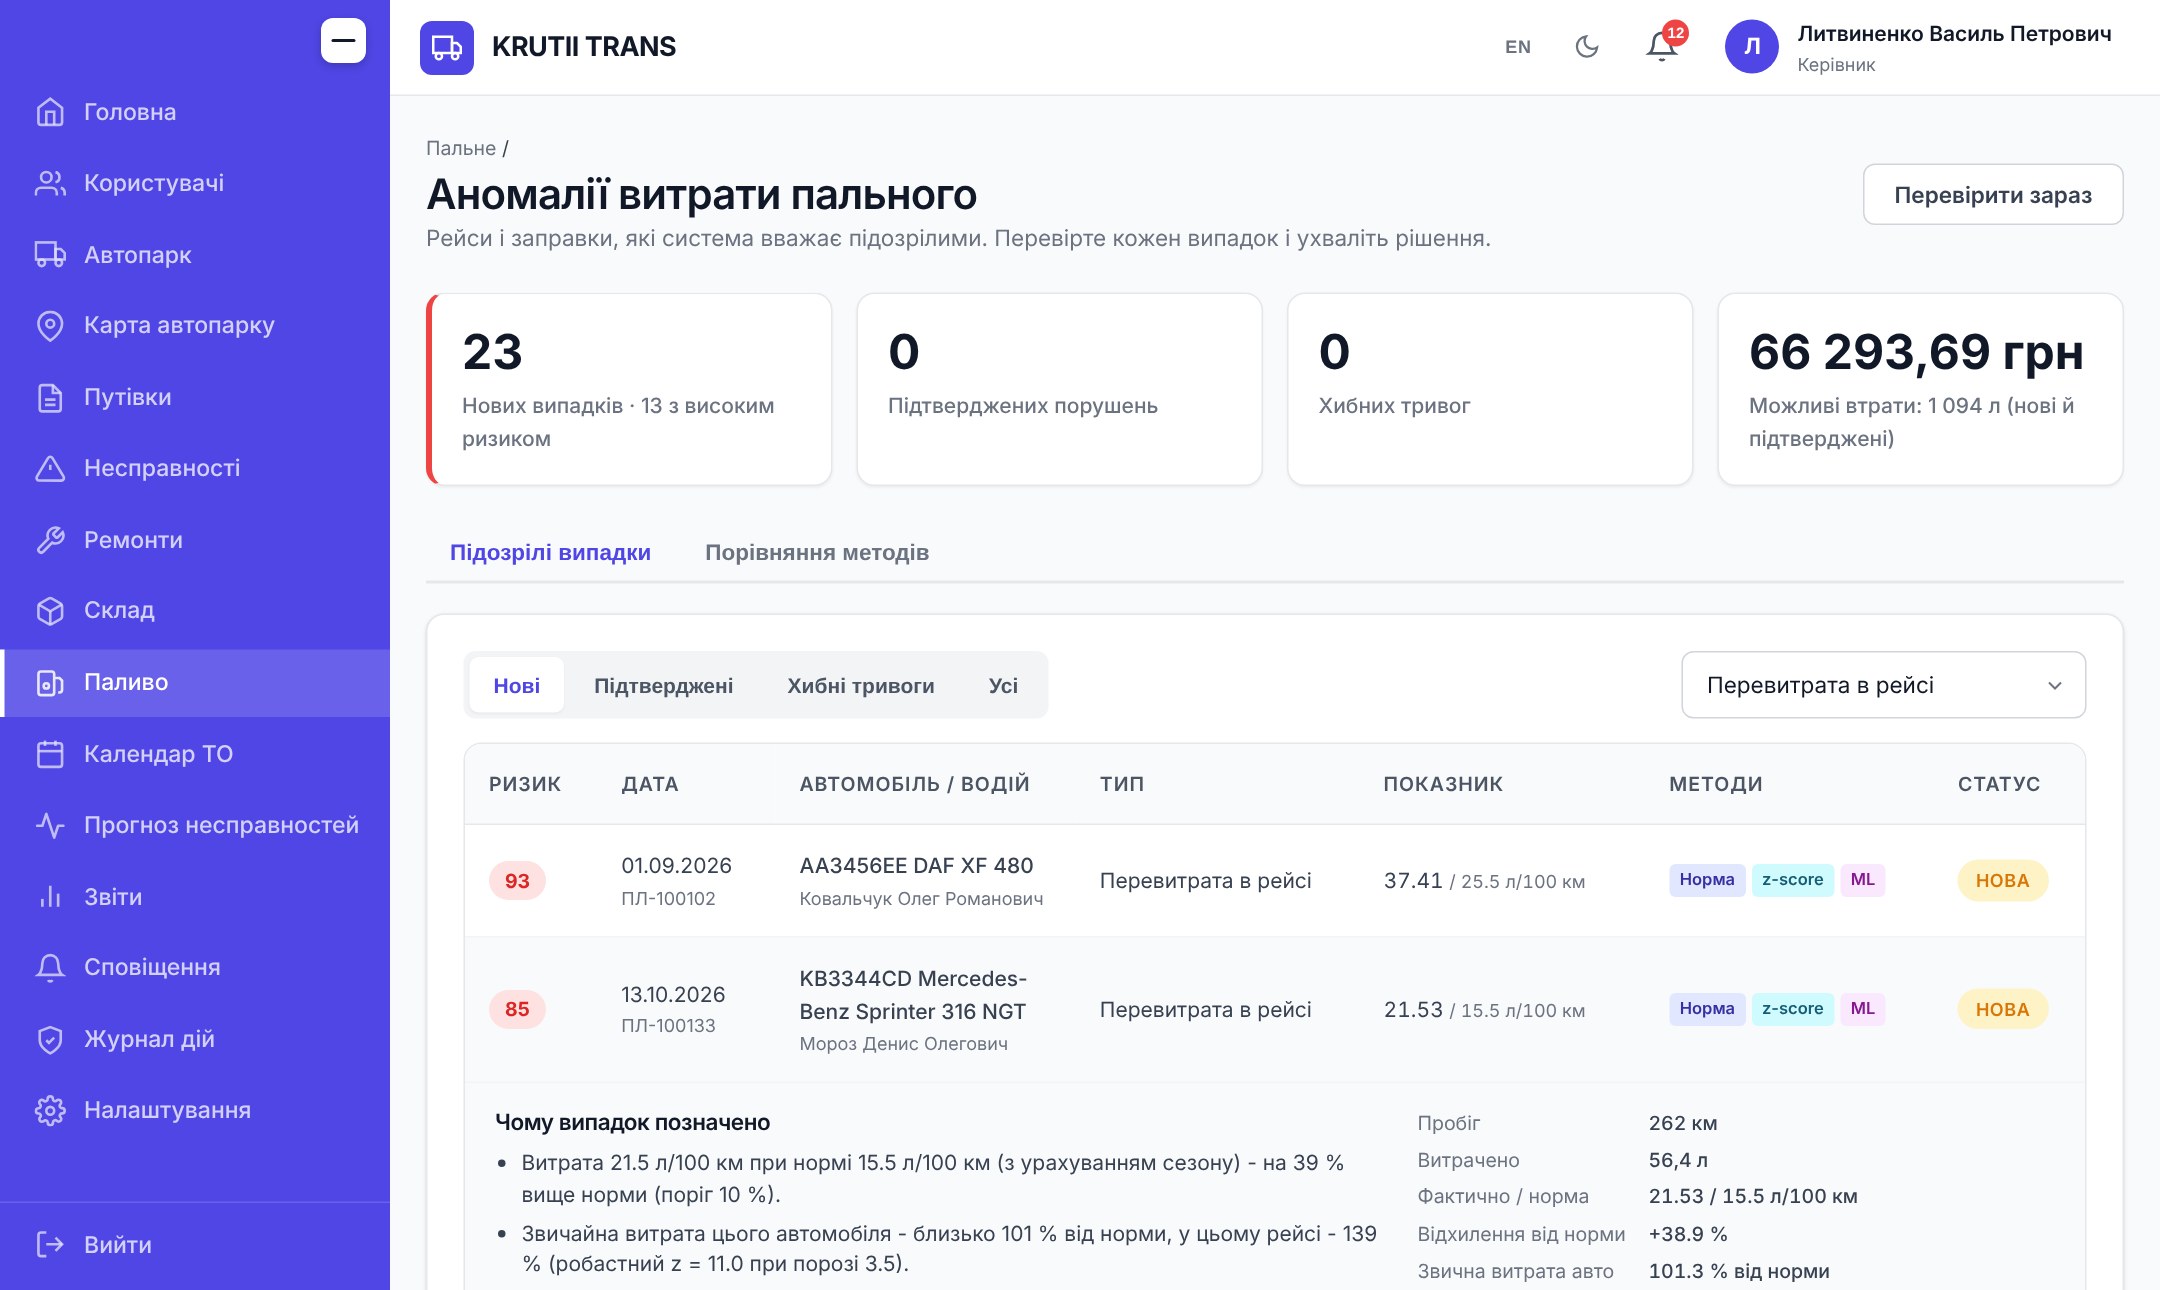 KRUTII TRANS
EN
12
Л
Литвиненко Василь Петрович
Керівник
Головна
Користувачі
Автопарк
Карта автопарку
Путівки
Несправності
Ремонти
Склад
Паливо
Календар ТО
Прогноз несправностей
Звіти
Сповіщення
Журнал дій
Налаштування
Вийти
Пальне /
Аномалії витрати пального
Рейси і заправки, які система вважає підозрілими. Перевірте кожен випадок і ухваліть рішення.
Перевірити зараз
23
Нових випадків · 13 з високим
ризиком
0
Підтверджених порушень
0
Хибних тривог
66 293,69 грн
Можливі втрати: 1 094 л (нові й
підтверджені)
Підозрілі випадки
Порівняння методів
Нові
Підтверджені
Хибні тривоги
Усі
Перевитрата в рейсі
РИЗИК ДАТА АВТОМОБІЛЬ / ВОДІЙ ТИП ПОКАЗНИК МЕТОДИ СТАТУС
93
01.09.2026
ПЛ-100102
AA3456EE DAF XF 480
Ковальчук Олег Романович
Перевитрата в рейсі
37.41 / 25.5 л/100 км
Норма z-score ML
НОВА
85
13.10.2026
ПЛ-100133
KB3344CD Mercedes-
Benz Sprinter 316 NGT
Мороз Денис Олегович
Перевитрата в рейсі
21.53 / 15.5 л/100 км
Норма z-score ML
НОВА
Чому випадок позначено
• Витрата 21.5 л/100 км при нормі 15.5 л/100 км (з урахуванням сезону) - на 39 %
вище норми (поріг 10 %).
• Звичайна витрата цього автомобіля - близько 101 % від норми, у цьому рейсі - 139
% (робастний z = 11.0 при порозі 3.5).
Пробіг 262 км
Витрачено 56,4 л
Фактично / норма 21.53 / 15.5 л/100 км
Відхилення від норми +38.9 %
Звична витрата авто 101.3 % від норми